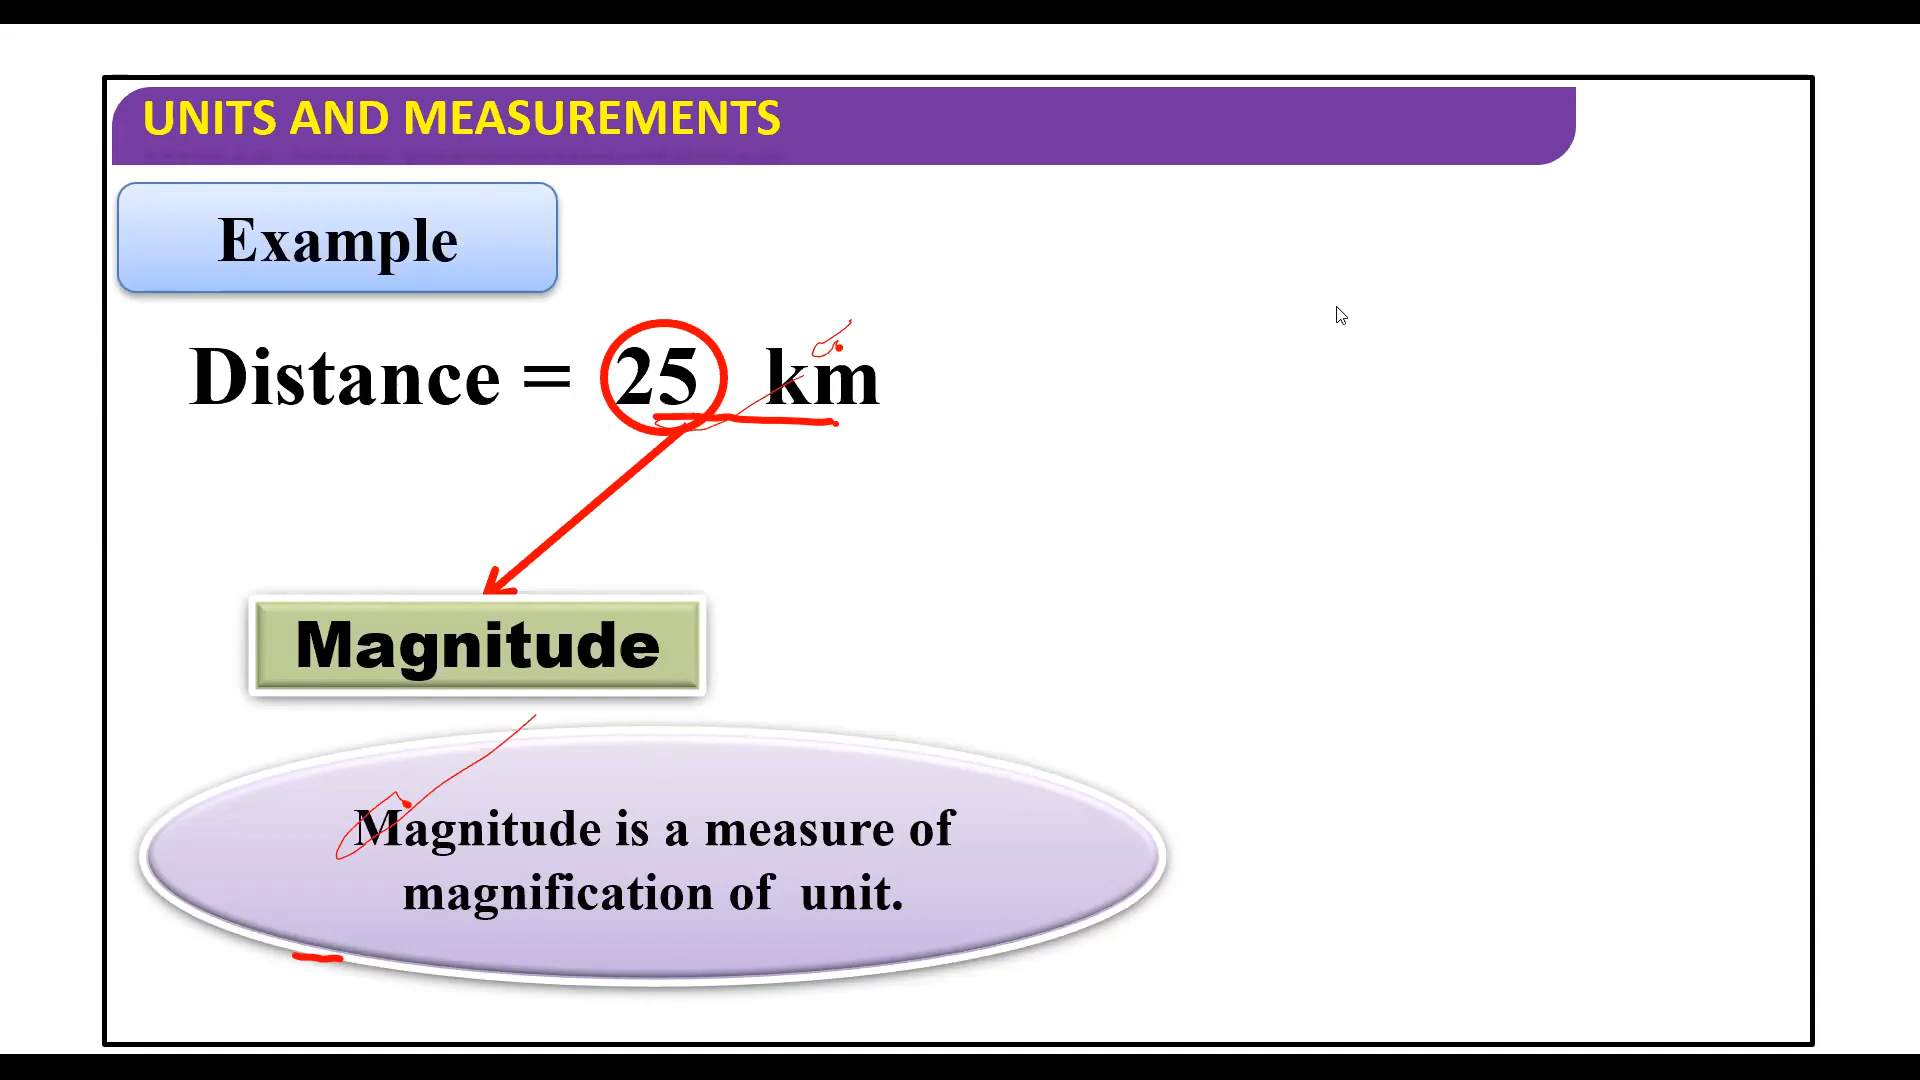 UNITS AND MEASUREMENTS
Example
Distance = 25 km
Magnitude
Magnitude is a measure of
magnification of unit.